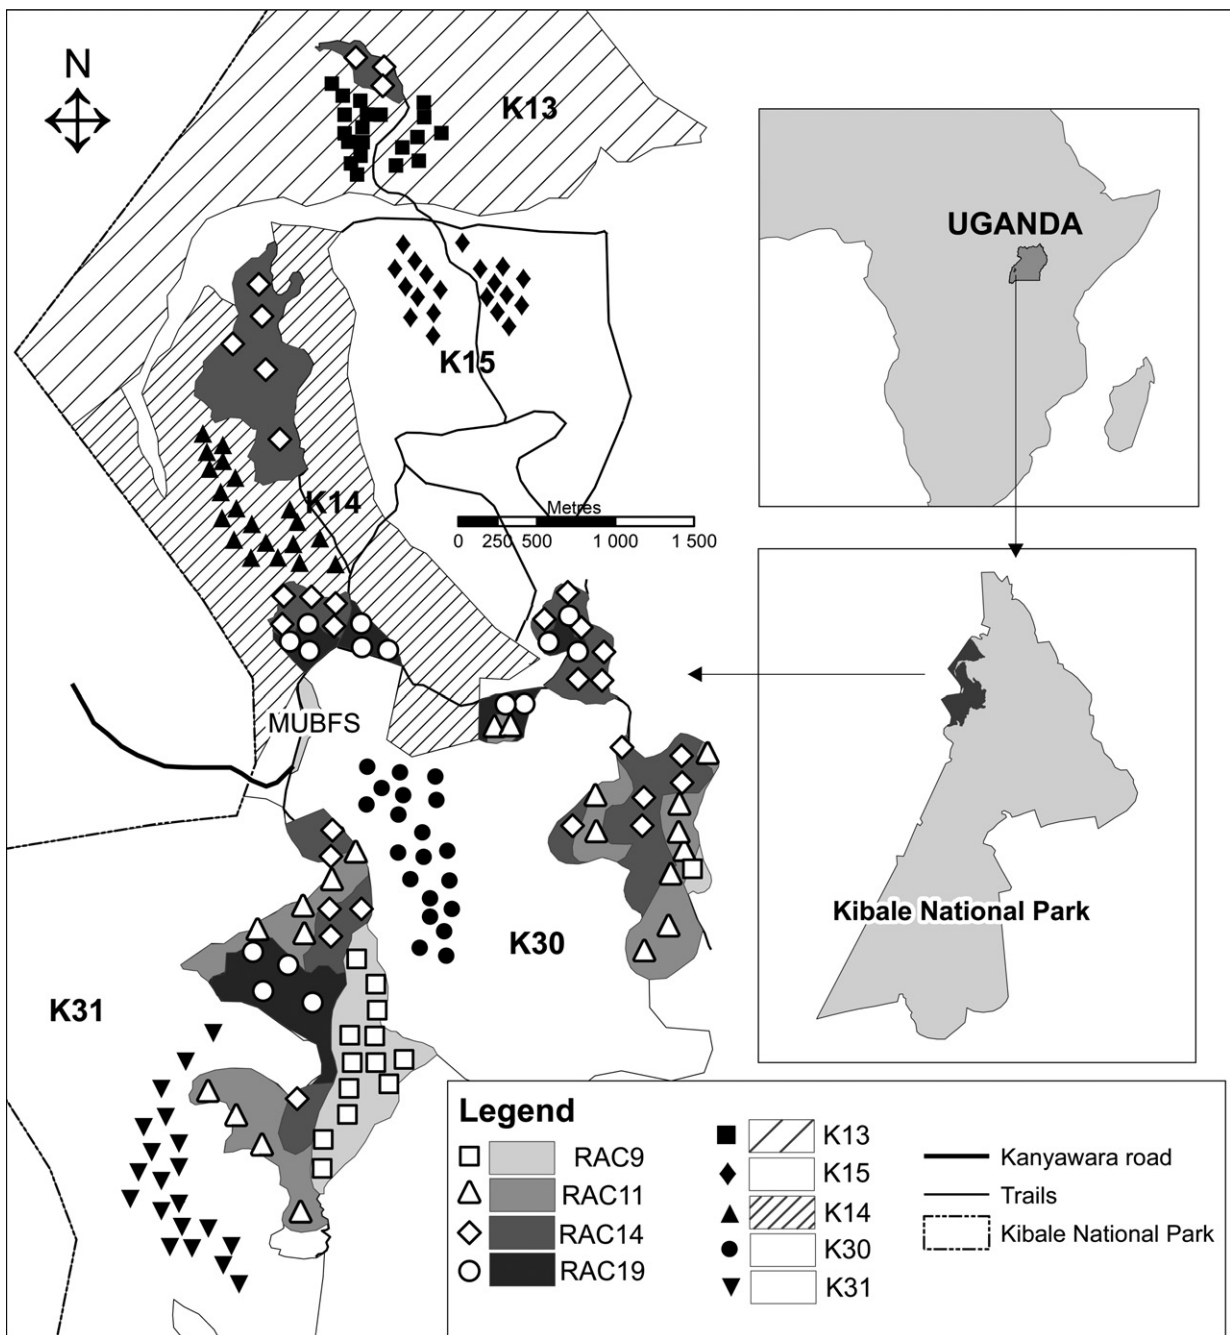 N
K13
UGANDA
K15
K14
Metres
0 250 500 1 000 1 500
MUBFS
K30
Kibale National Park
K31
Legend
RAC9
RAC11
RAC14
RAC19
K13
K15
K14
K30
K31
Kanyawara road
Trails
Kibale National Park